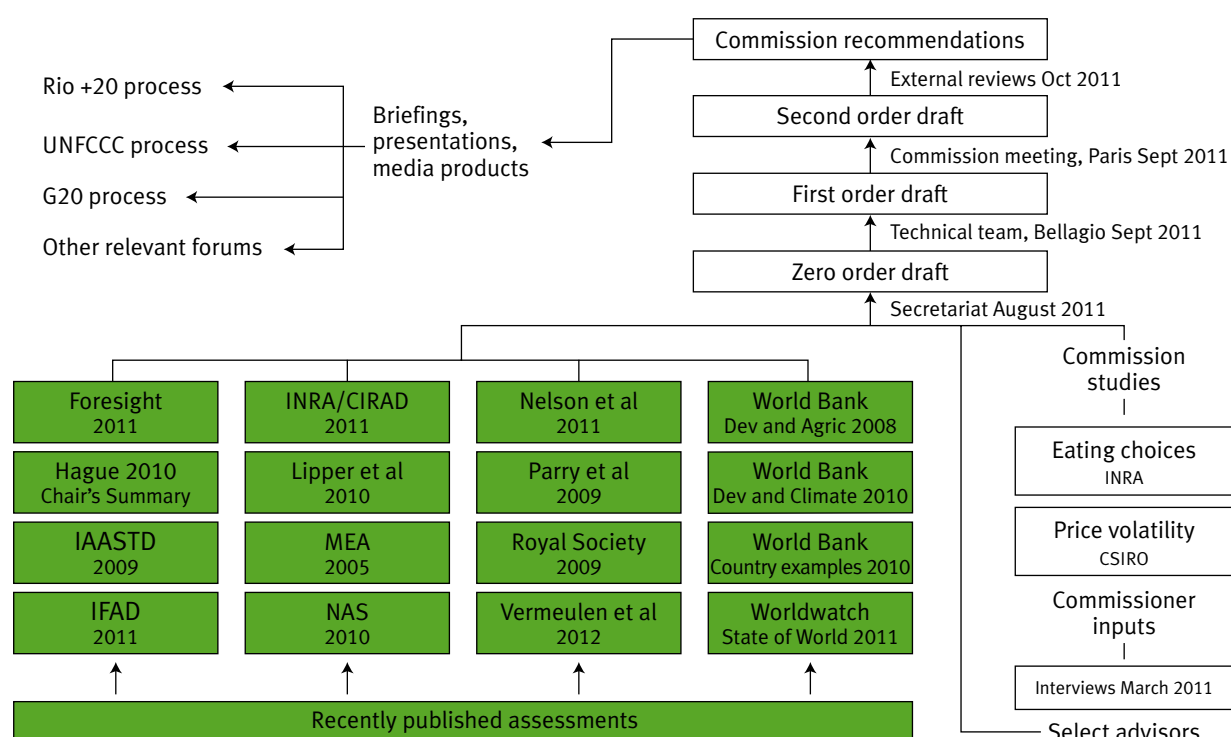 Commission recommendations
External reviews Oct 2011
Second order draft
Commission meeting, Paris Sept 2011
First order draft
Technical team, Bellagio Sept 2011
Zero order draft
Secretariat August 2011
Rio +20 process
UNFCCC process
G20 process
Other relevant forums
Briefings,
presentations,
media products
Foresight
2011
Hague 2010
Chair’s Summary
IAASTD
2009
IFAD
2011
INRA/CIRAD
2011
Lipper et al
2010
MEA
2005
NAS
2010
Nelson et al
2011
Parry et al
2009
Royal Society
2009
Vermeulen et al
2012
World Bank
Dev and Agric 2008
World Bank
Dev and Climate 2010
World Bank
Country examples 2010
Worldwatch
State of World 2011
Recently published assessments
Commission
studies
Eating choices
INRA
Price volatility
CSIRO
Commissioner
inputs
Interviews March 2011
Select advisors